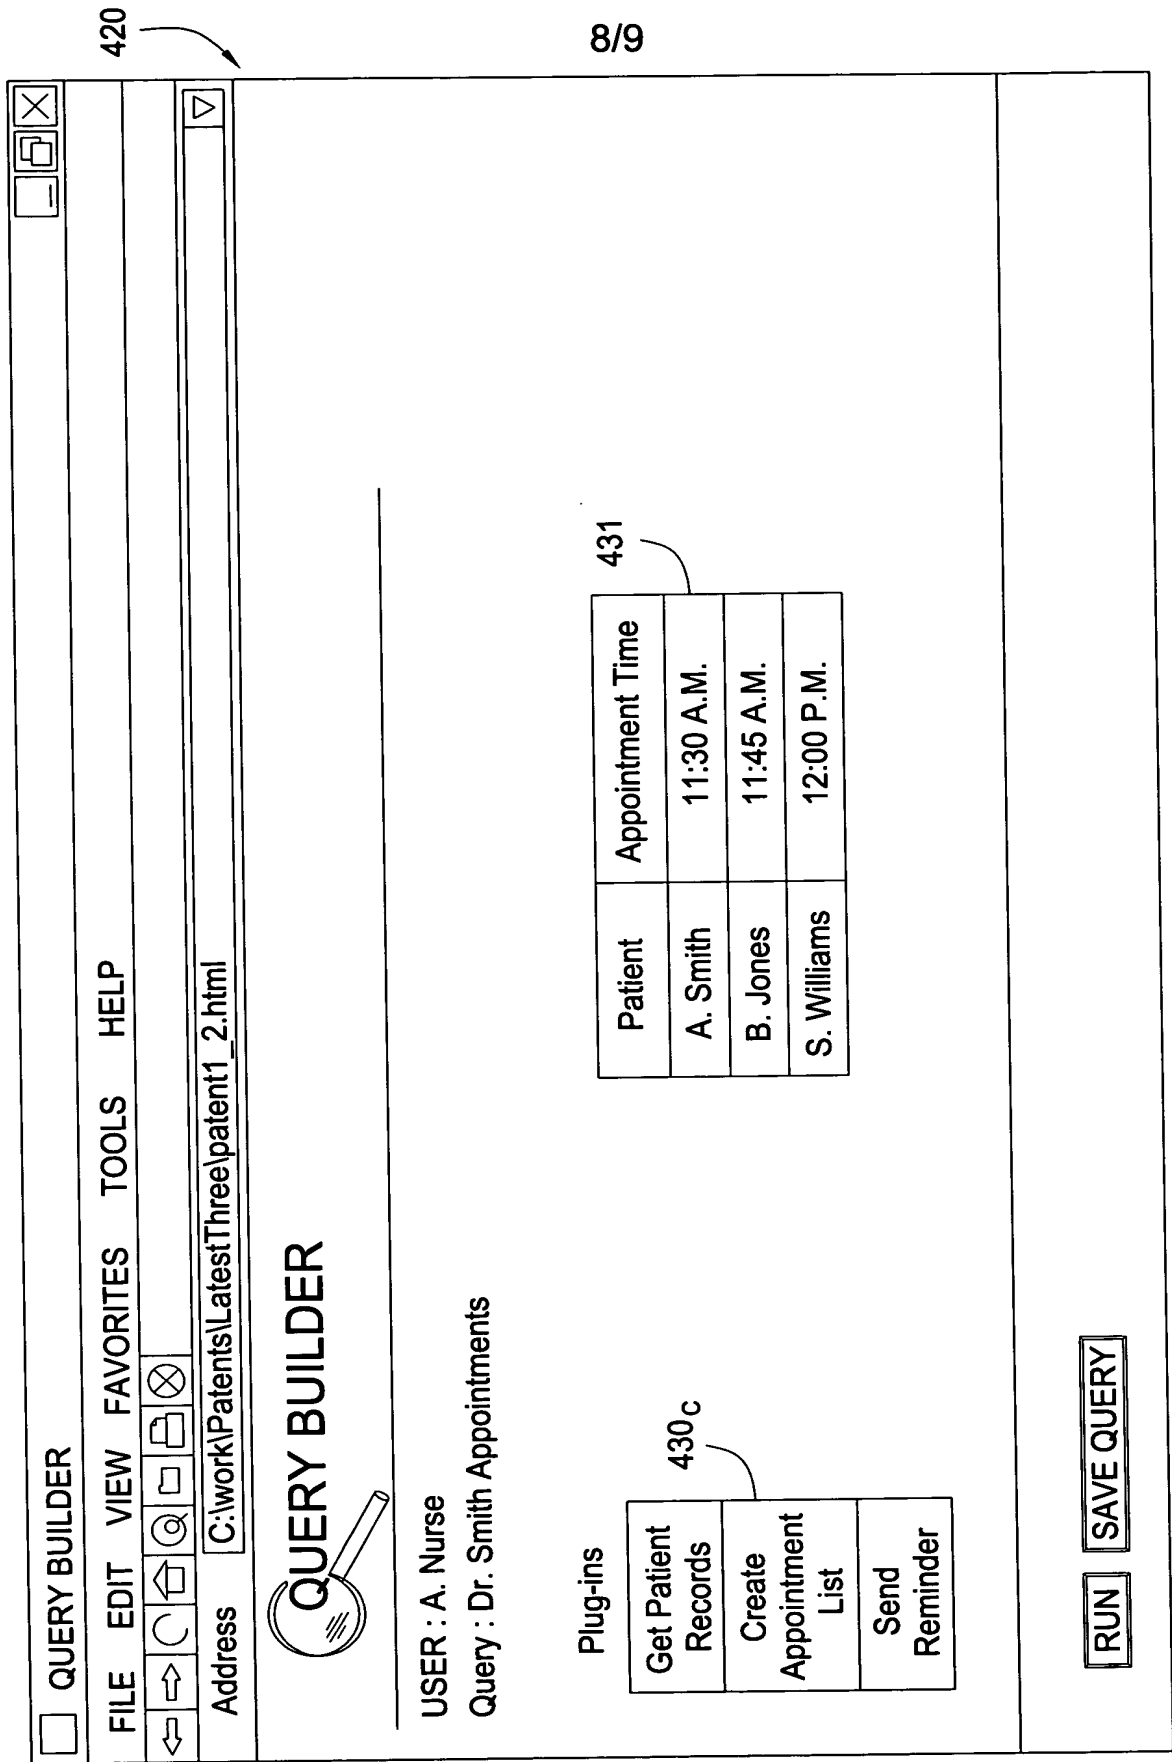 8/9
420
QUERY BUILDER
FILE EDIT VIEW FAVORITES TOOLS HELP
Address C:\work\Patents\LatestThree\patent1_2.html
QUERY BUILDER
USER : A. Nurse
Query : Dr. Smith Appointments
Plug-ins
430C
Get Patient
Records
Create
Appointment
List
Send
Reminder
431
Patient Appointment Time
A. Smith 11:30 A.M.
B. Jones 11:45 A.M.
S. Williams 12:00 P.M.
RUN SAVE QUERY